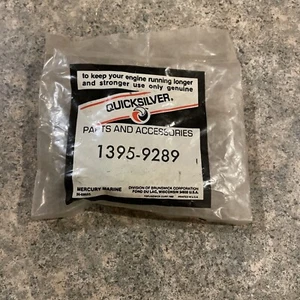 to keep your engine running longer
and stronger use only genuine
QUICKSILVER
PARTS AND ACCESSORIES
1395-9289
MERCURY MARINE
DIVISION OF BRUNSWICK CORPORATION
FOND DU LAC, WISCONSIN 54935 U.S.A.